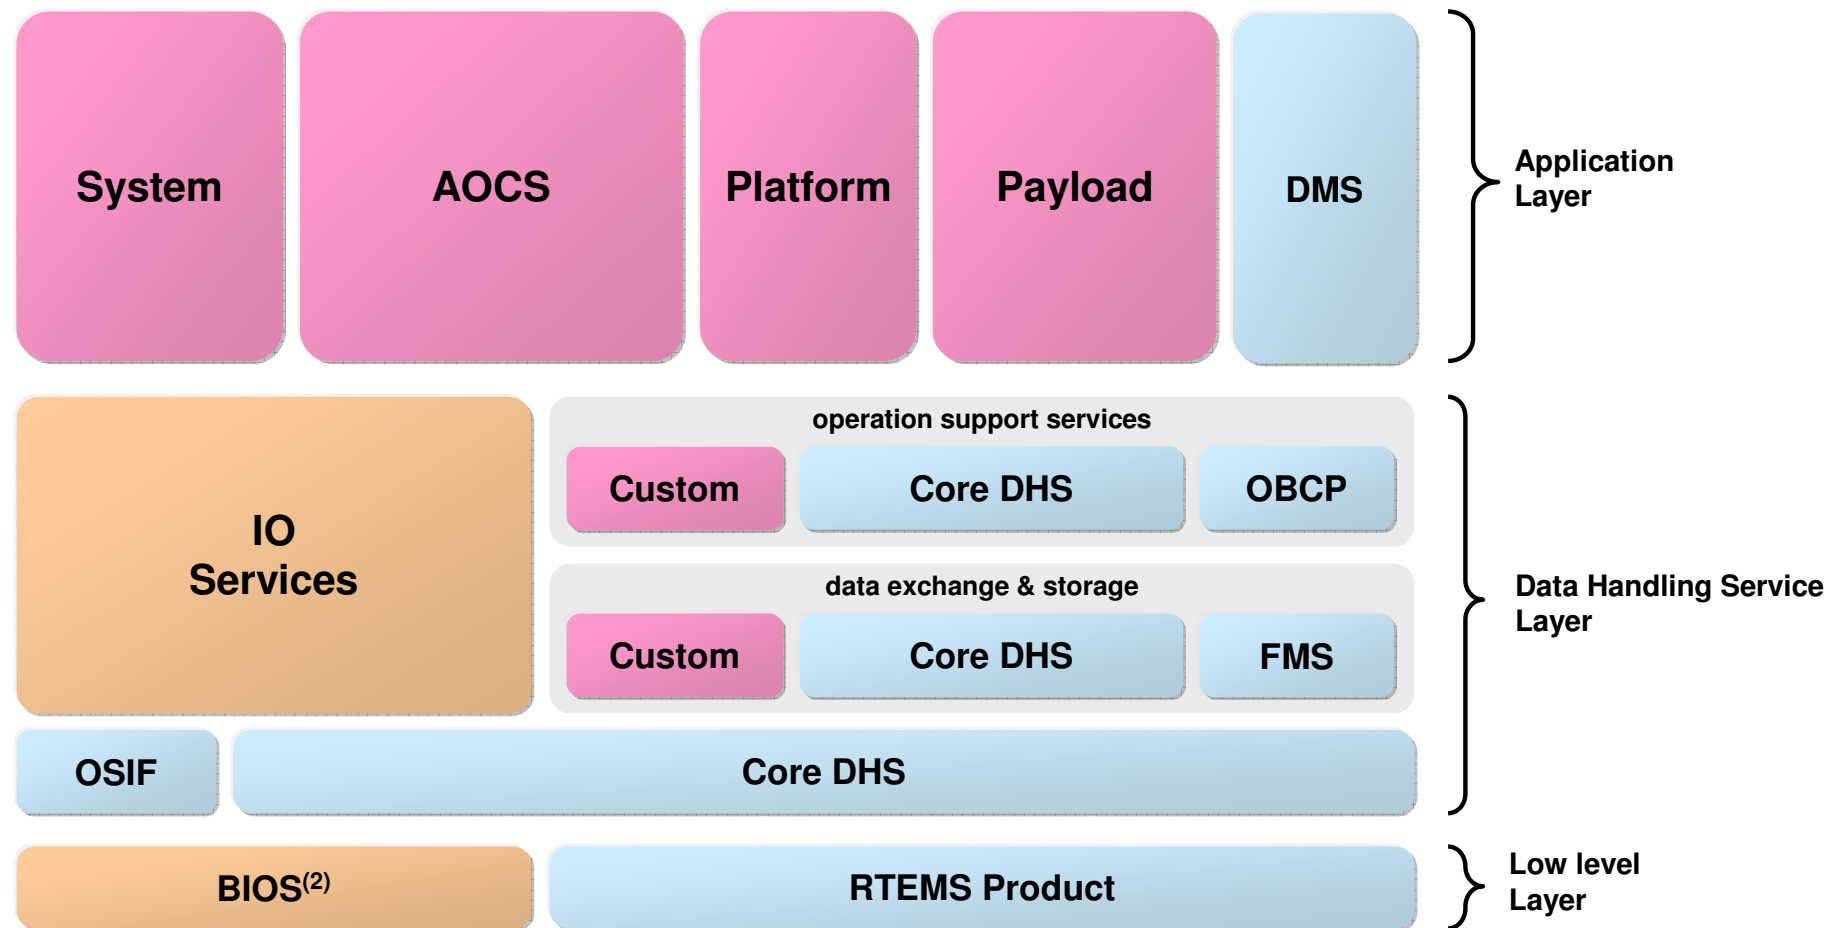 System
AOCS
Platform
Payload
DMS
Application
Layer
IO
Services
operation support services
Custom
Core DHS
OBCP
data exchange & storage
Custom
Core DHS
FMS
Data Handling Service
Layer
OSIF
Core DHS
BIOS(2)
RTEMS Product
Low level
Layer